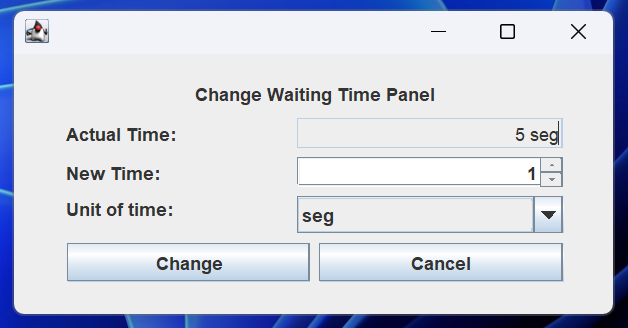 Change Waiting Time Panel
Actual Time: 5 seg
New Time: 1
Unit of time: seg
Change Cancel